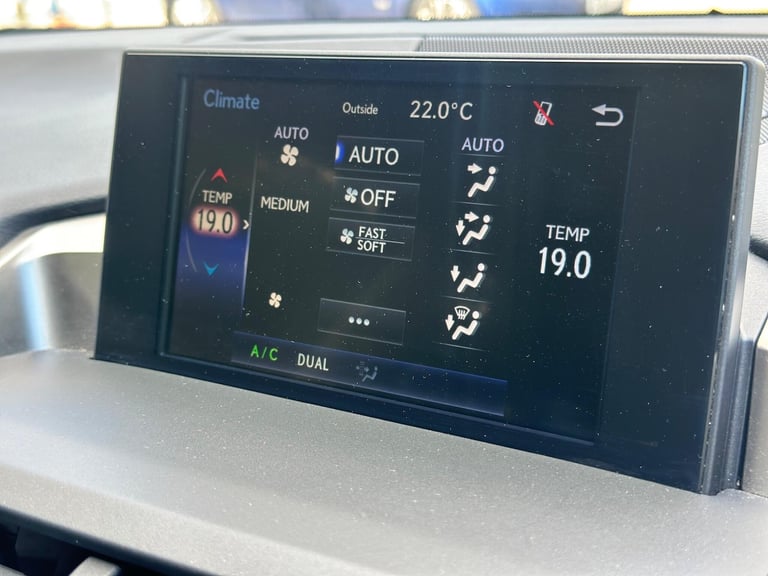 Climate
Outside 22.0°C
AUTO
MEDIUM
TEMP
19.0
AUTO
OFF
FAST
SOFT
•••
AUTO
TEMP
19.0
A/C DUAL